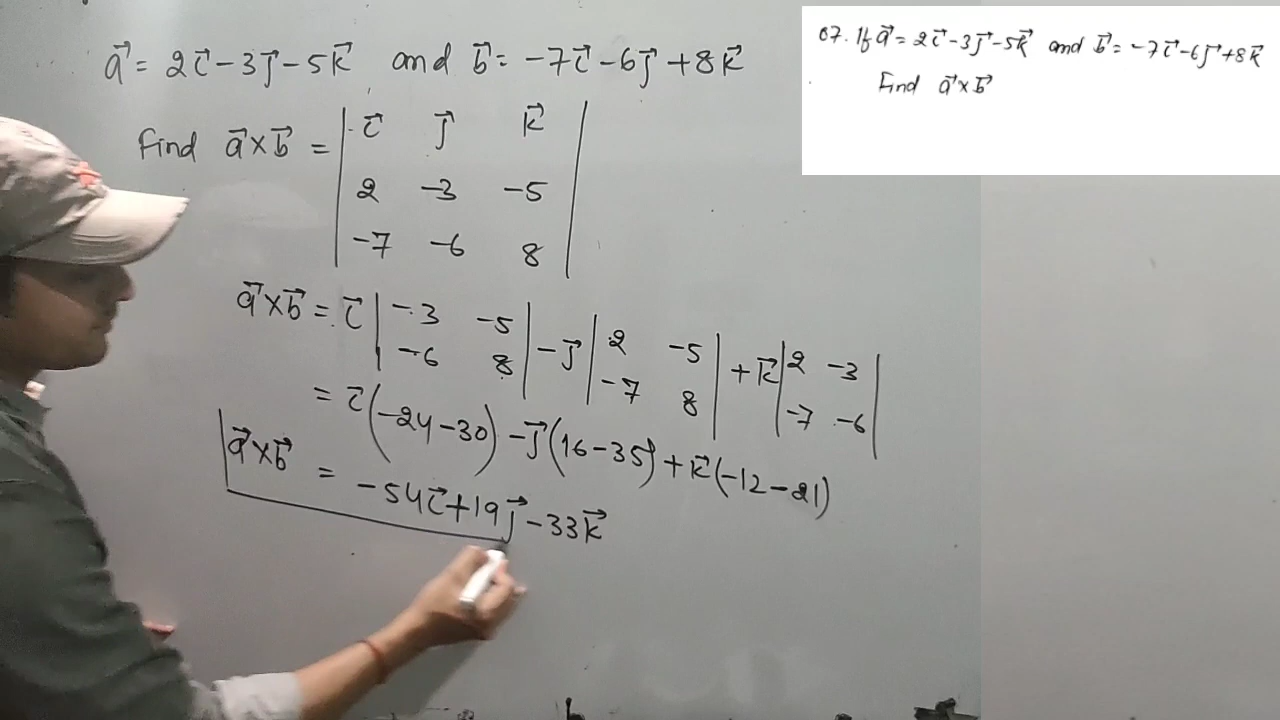 a⃗ = 2i⃗ - 3j⃗ - 5k⃗ and b⃗ = -7i⃗ - 6j⃗ + 8k⃗
Find a⃗ × b⃗ = | i⃗ j⃗ k⃗ |
2 -3 -5
-7 -6 8
a⃗ × b⃗ = i⃗ | -3 -5 | - j⃗ | 2 -5 | + k⃗ | 2 -3 |
-6 8 -7 8 -7 -6
= i⃗ (-24 - 30) - j⃗ (16 - 35) + k⃗ (-12 - 21)
a⃗ × b⃗ = -54i⃗ + 19j⃗ - 33k⃗
07. If a⃗ = 2i⃗ - 3j⃗ - 5k⃗ and b⃗ = -7i⃗ - 6j⃗ + 8k⃗
Find a⃗ × b⃗